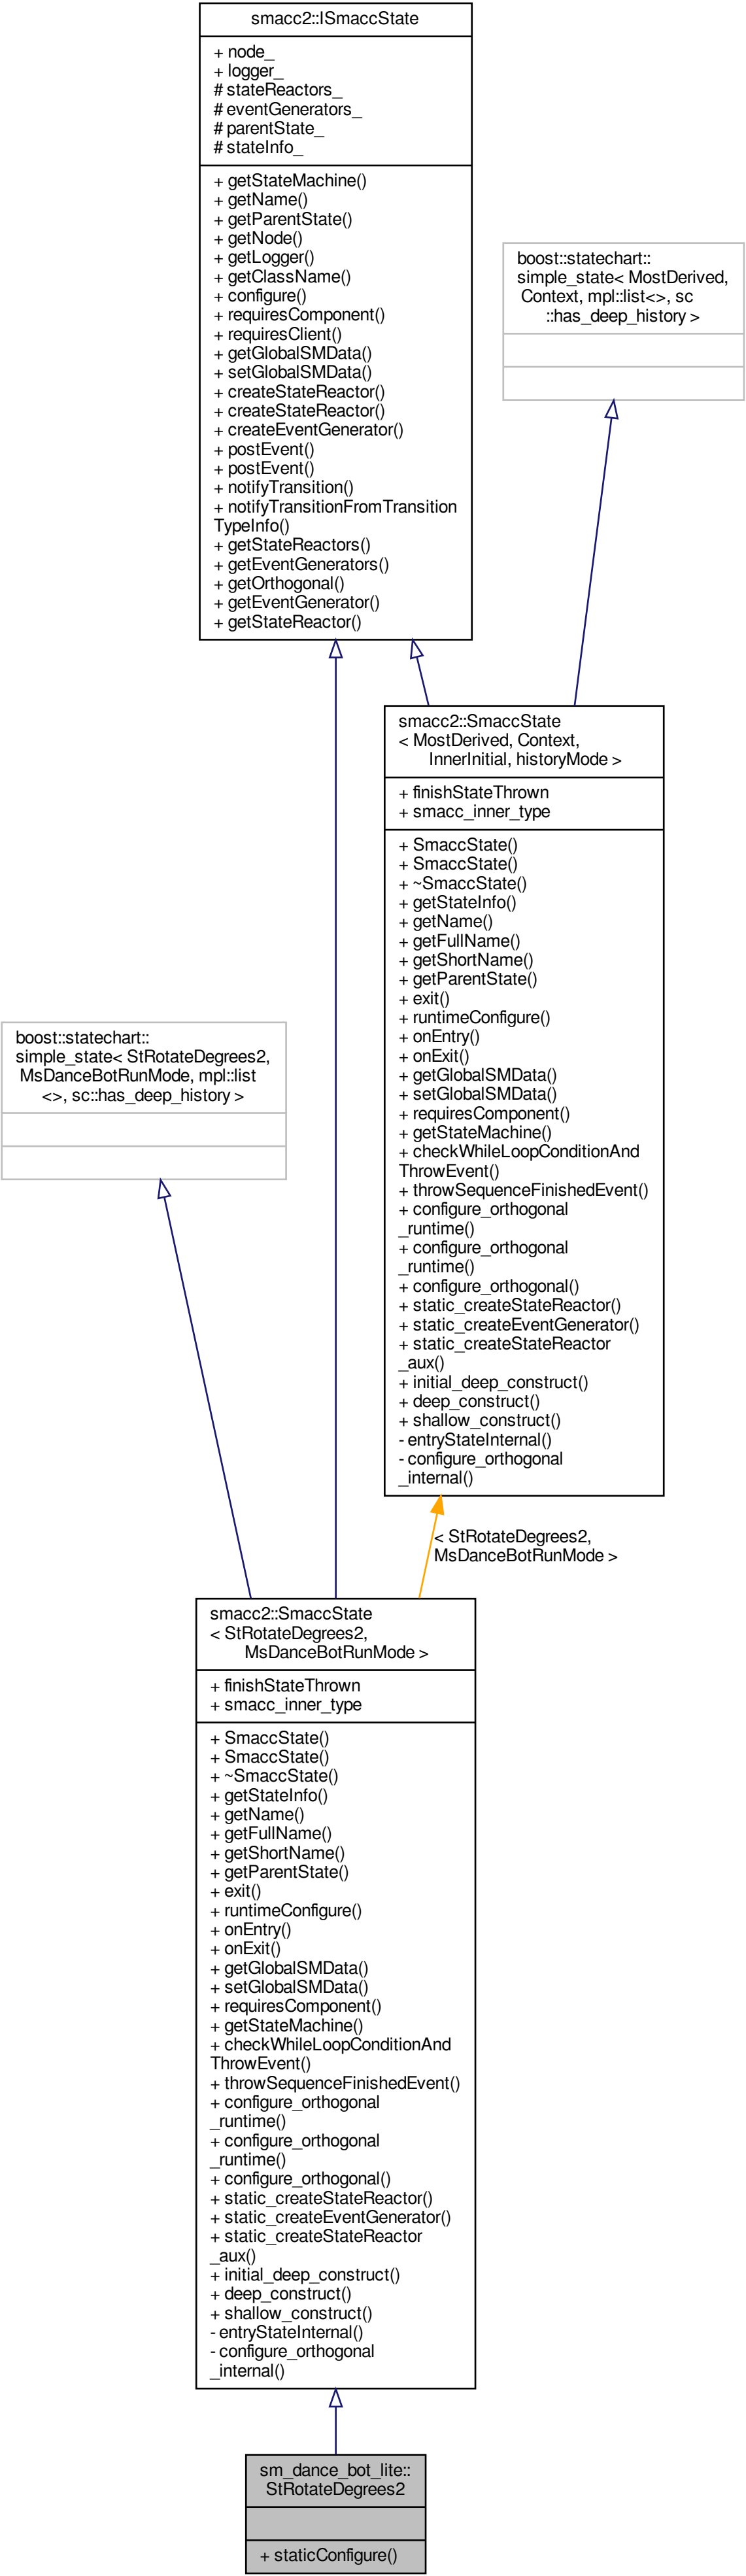 smacc2::ISmaccState
+ node_
+ logger_
# stateReactors_
# eventGenerators_
# parentState_
# stateInfo_
+ getStateMachine()
+ getName()
+ getParentState()
+ getNode()
+ getLogger()
+ getClassName()
+ configure()
+ requiresComponent()
+ requiresClient()
+ getGlobalSMData()
+ setGlobalSMData()
+ createStateReactor()
+ createStateReactor()
+ createEventGenerator()
+ postEvent()
+ postEvent()
+ notifyTransition()
+ notifyTransitionFromTransition
TypeInfo()
+ getStateReactors()
+ getEventGenerators()
+ getOrthogonal()
+ getEventGenerator()
+ getStateReactor()
boost::statechart::
simple_state< MostDerived,
Context, mpl::list<>, sc
::has_deep_history >
smacc2::SmaccState
< MostDerived, Context,
InnerInitial, historyMode >
+ finishStateThrown
+ smacc_inner_type
+ SmaccState()
+ SmaccState()
+ ~SmaccState()
+ getStateInfo()
+ getName()
+ getFullName()
+ getShortName()
+ getParentState()
+ exit()
+ runtimeConfigure()
+ onEntry()
+ onExit()
+ getGlobalSMData()
+ setGlobalSMData()
+ requiresComponent()
+ getStateMachine()
+ checkWhileLoopConditionAnd
ThrowEvent()
+ throwSequenceFinishedEvent()
+ configure_orthogonal
_runtime()
+ configure_orthogonal
_runtime()
+ configure_orthogonal()
+ static_createStateReactor()
+ static_createEventGenerator()
+ static_createStateReactor
_aux()
+ initial_deep_construct()
+ deep_construct()
+ shallow_construct()
- entryStateInternal()
- configure_orthogonal
_internal()
boost::statechart::
simple_state< StRotateDegrees2,
MsDanceBotRunMode, mpl::list
<>, sc::has_deep_history >
< StRotateDegrees2,
MsDanceBotRunMode >
smacc2::SmaccState
< StRotateDegrees2,
MsDanceBotRunMode >
+ finishStateThrown
+ smacc_inner_type
+ SmaccState()
+ SmaccState()
+ ~SmaccState()
+ getStateInfo()
+ getName()
+ getFullName()
+ getShortName()
+ getParentState()
+ exit()
+ runtimeConfigure()
+ onEntry()
+ onExit()
+ getGlobalSMData()
+ setGlobalSMData()
+ requiresComponent()
+ getStateMachine()
+ checkWhileLoopConditionAnd
ThrowEvent()
+ throwSequenceFinishedEvent()
+ configure_orthogonal
_runtime()
+ configure_orthogonal
_runtime()
+ configure_orthogonal()
+ static_createStateReactor()
+ static_createEventGenerator()
+ static_createStateReactor
_aux()
+ initial_deep_construct()
+ deep_construct()
+ shallow_construct()
- entryStateInternal()
- configure_orthogonal
_internal()
sm_dance_bot_lite::
StRotateDegrees2
+ staticConfigure()